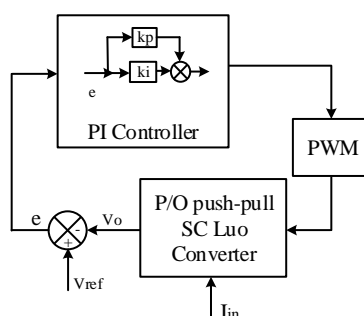 kp
e
ki
PI Controller
PWM
P/O push-pull
SC Luo
Converter
e
Vo
-
+
Vref
Iin